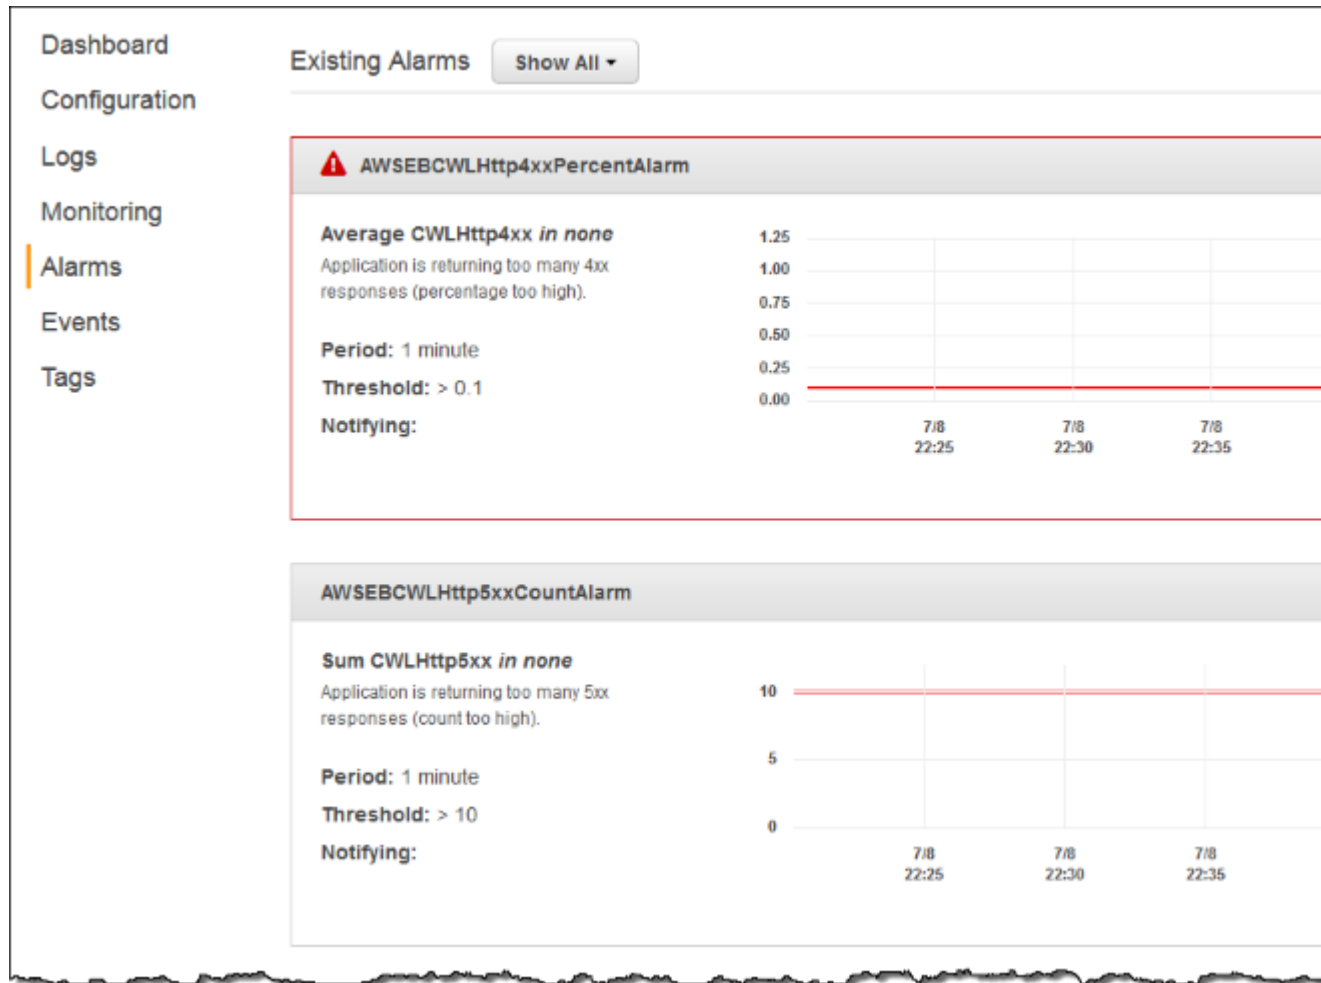 Dashboard
Configuration
Logs
Monitoring
Alarms
Events
Tags
Existing Alarms
Show All
AWSEBCWLHttp4xxPercentAlarm
Average CWLHttp4xx in none
Application is returning too many 4xx
responses (percentage too high).
Period: 1 minute
Threshold: > 0.1
Notifying:
1.25
1.00
0.75
0.50
0.25
0.00
7/8 7/8 7/8
22:25 22:30 22:35
AWSEBCWLHttp5xxCountAlarm
Sum CWLHttp5xx in none
Application is returning too many 5xx
responses (count too high).
Period: 1 minute
Threshold: > 10
Notifying:
10
5
0
7/8 7/8 7/8
22:25 22:30 22:35